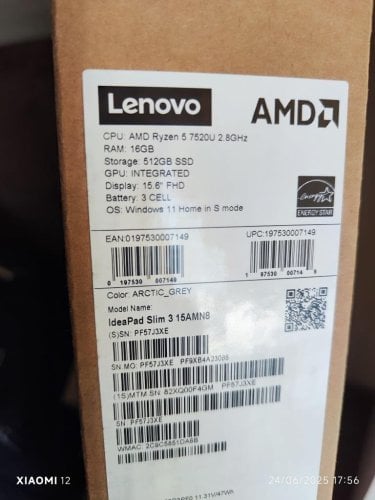 Lenovo AMD
CPU: AMD Ryzen 5 7520U 2.8GHz
RAM: 16GB
Storage: 512GB SSD
GPU: INTEGRATED
Display: 15.6" FHD
Battery: 3 CELL
OS: Windows 11 Home in S mode
ENERGY STAR
EAN:0197530007149 UPC:197530007149
0 197530 007149 1 97530 00714 9
Color: ARCTIC_GREY
Model Name:
IdeaPad Slim 3 15AMN8
(S)SN: PF57J3XE
SN.MO: PF57J3XE PF9XB4A23085
(1S)MTM SN: 82XQ00F4GM PF57J3XE
SN: PF57J3XE
WMAC: 2C9C5851DA8B
XIAOMI 12 24/06/2025 17:56